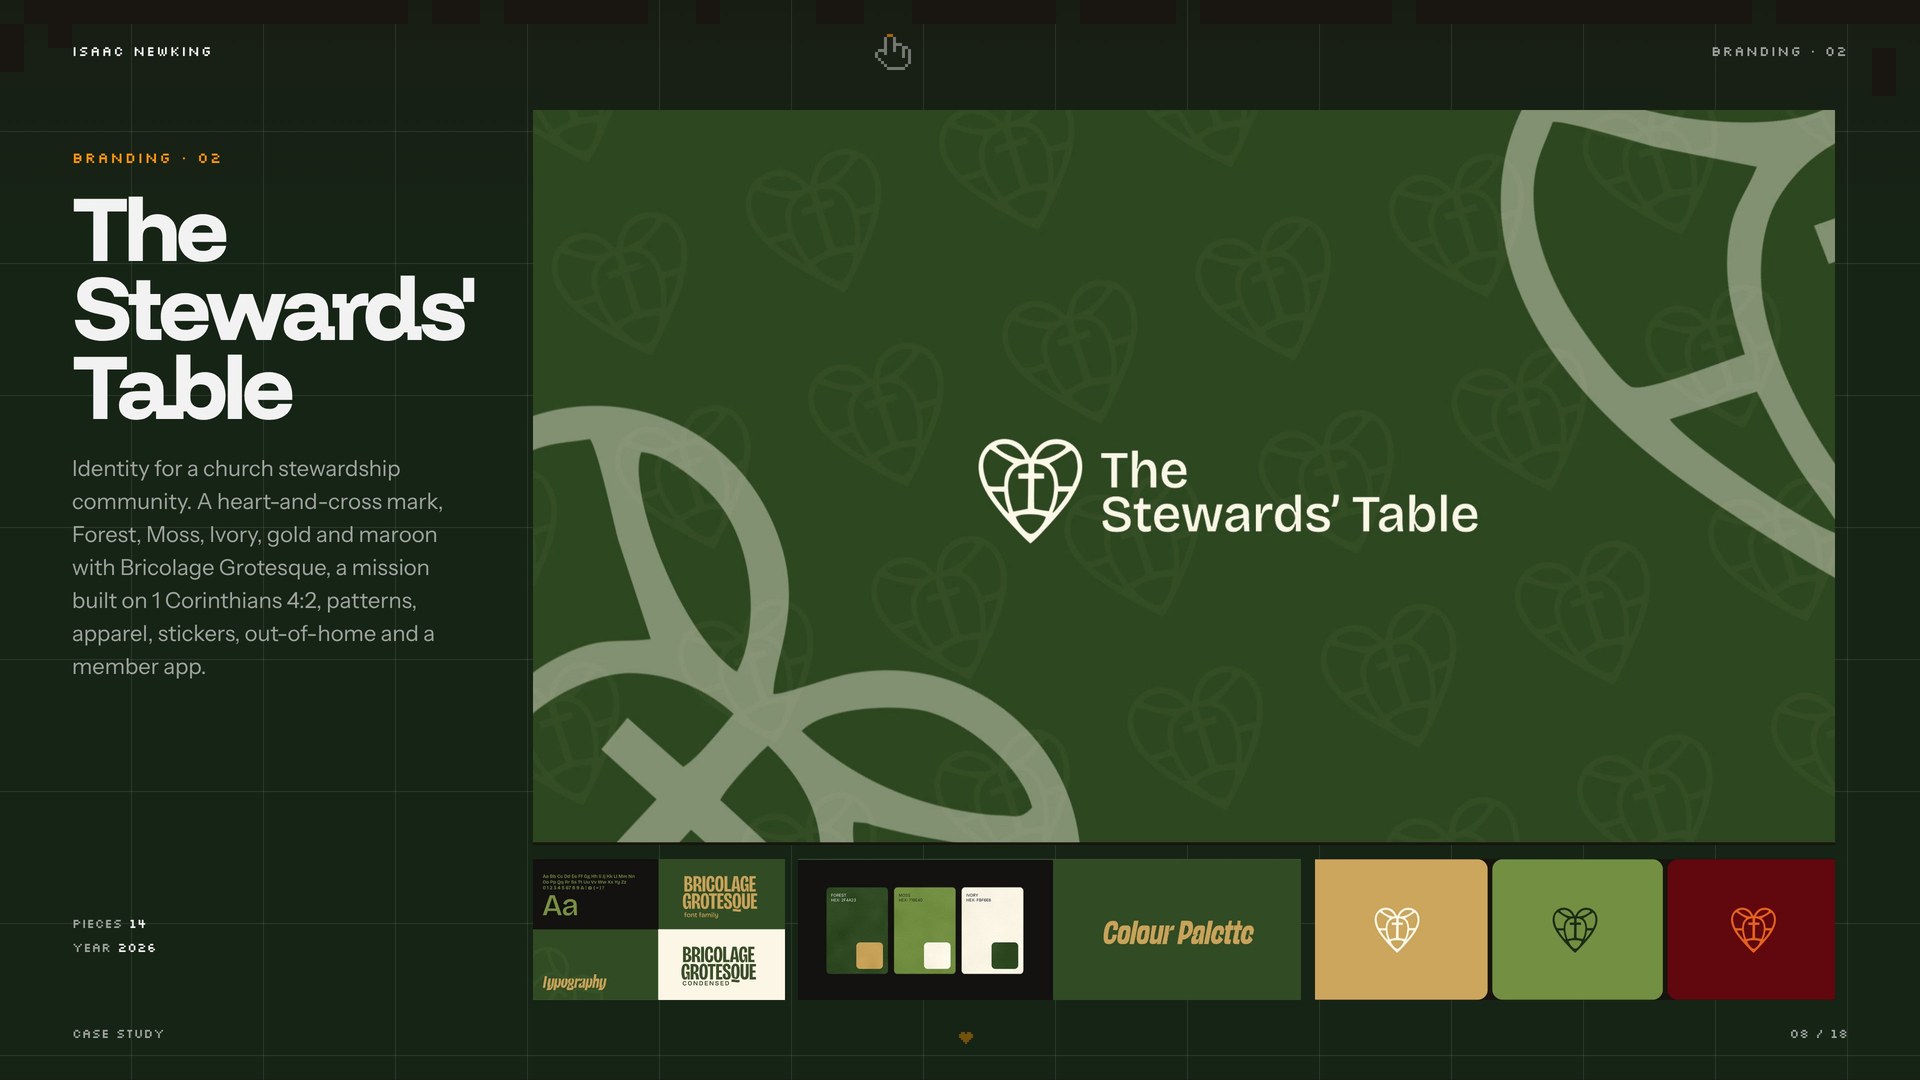 ISAAC NEWKING
BRANDING · 02
BRANDING · 02
The
Stewards'
Table
Identity for a church stewardship
community. A heart-and-cross mark,
Forest, Moss, Ivory, gold and maroon
with Bricolage Grotesque, a mission
built on 1 Corinthians 4:2, patterns,
apparel, stickers, out-of-home and a
member app.
PIECES 14
YEAR 2026
The
Stewards’ Table
Aa
BRICOLAGE
GROTESQUE
font family
Typography
BRICOLAGE
GROTESQUE
CONDENSED
FOREST
MOSS
IVORY
Colour Palette
CASE STUDY
08 / 18